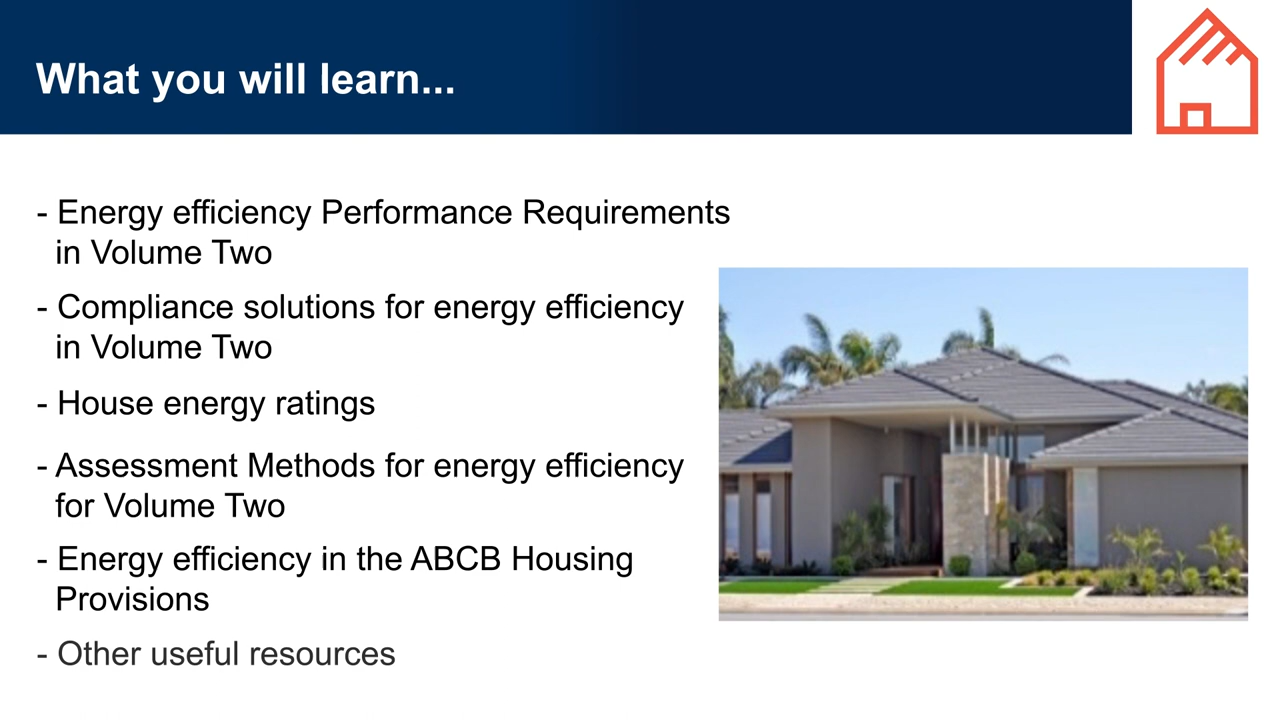 What you will learn...
- Energy efficiency Performance Requirements
in Volume Two
- Compliance solutions for energy efficiency
in Volume Two
- House energy ratings
- Assessment Methods for energy efficiency
for Volume Two
- Energy efficiency in the ABCB Housing
Provisions
- Other useful resources